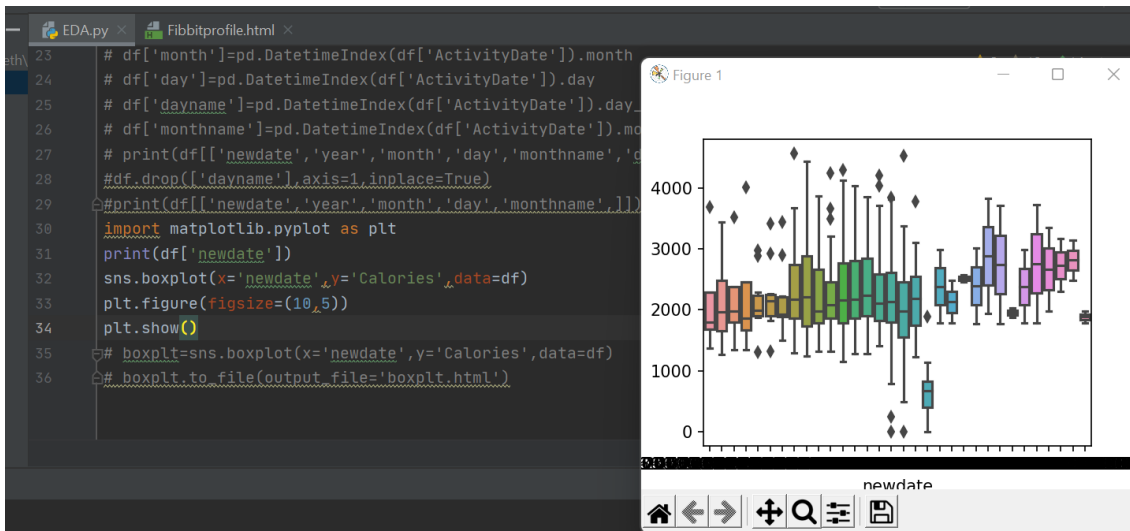 EDA.py × Fibbitprofile.html ×
eth\
23 # df['month']=pd.DatetimeIndex(df['ActivityDate']).month
24 # df['day']=pd.DatetimeIndex(df['ActivityDate']).day
25 # df['dayname']=pd.DatetimeIndex(df['ActivityDate']).day_
26 # df['monthname']=pd.DatetimeIndex(df['ActivityDate']).mo
27 # print(df[['newdate','year','month','day','monthname','d
28 #df.drop(['dayname'],axis=1,inplace=True)
29 #print(df[['newdate','year','month','day','monthname',]])
30 import matplotlib.pyplot as plt
31 print(df['newdate'])
32 sns.boxplot(x='newdate',y='Calories',data=df)
33 plt.figure(figsize=(10,5))
34 plt.show()
35 # boxplt=sns.boxplot(x='newdate',y='Calories',data=df)
36 # boxplt.to_file(output_file='boxplt.html')
Figure 1
4000
3000
2000
1000
0
newdate